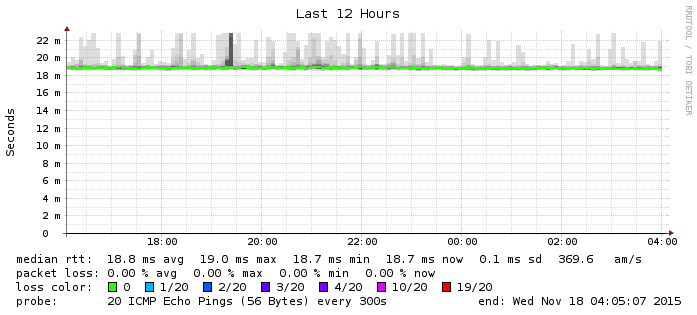 Last 12 Hours
RRDTOOL / TOBI OETIKER
Seconds
22 m
20 m
18 m
16 m
14 m
12 m
10 m
8 m
6 m
4 m
2 m
0
18:00 20:00 22:00 00:00 02:00 04:00
median rtt: 18.8 ms avg 19.0 ms max 18.7 ms min 18.7 ms now 0.1 ms sd 369.6 am/s
packet loss: 0.00 % avg 0.00 % max 0.00 % min 0.00 % now
loss color: 0 1/20 2/20 3/20 4/20 10/20 19/20
probe: 20 ICMP Echo Pings (56 Bytes) every 300s end: Wed Nov 18 04:05:07 2015